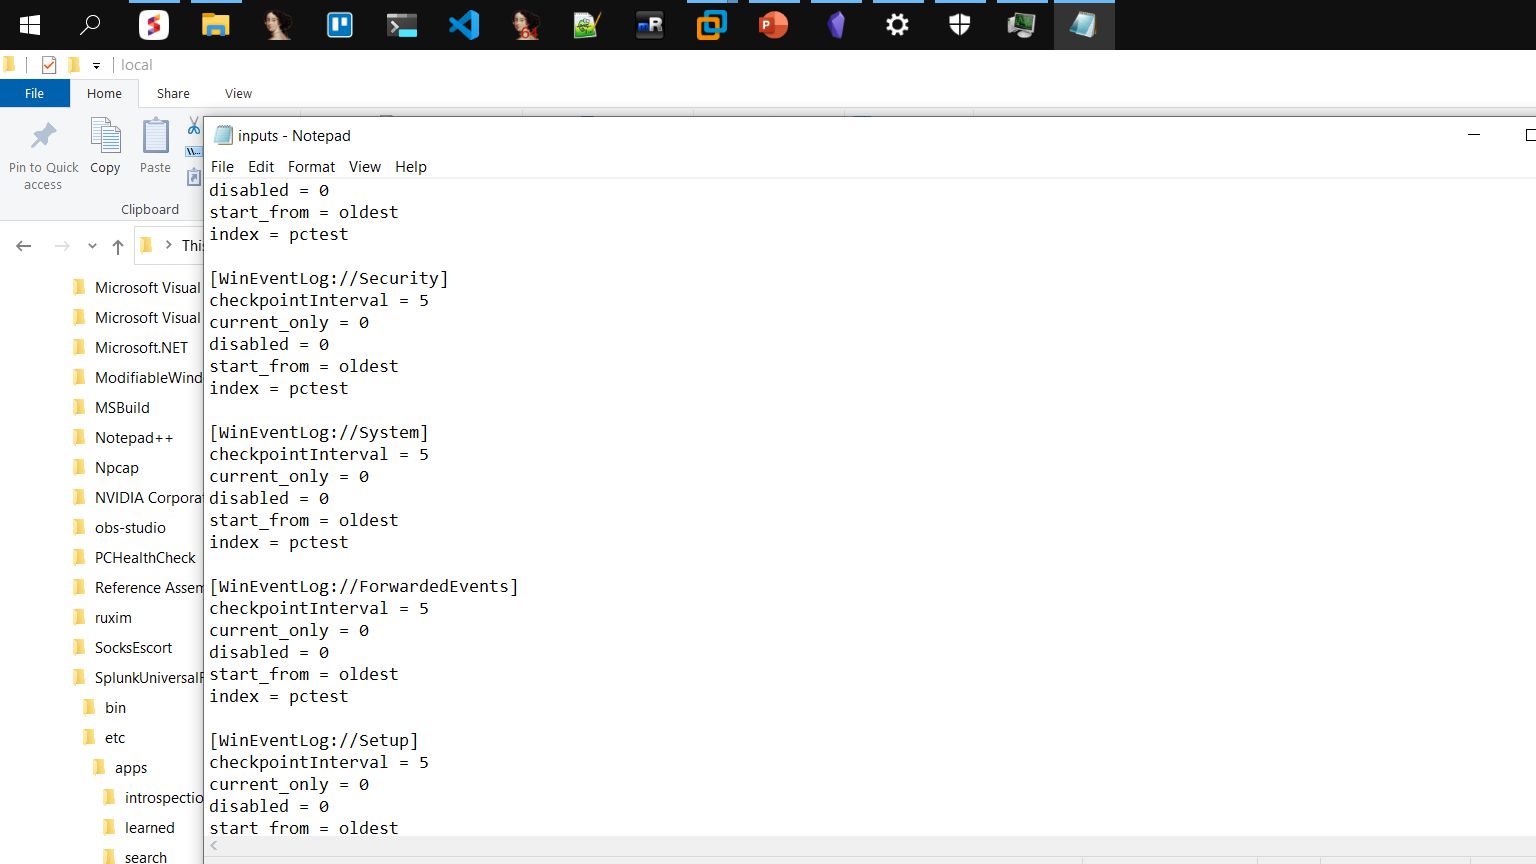 local
File
Home
Share
View
Pin to Quick
access
Copy
Paste
Clipboard
This
Microsoft Visual
Microsoft Visual
Microsoft.NET
ModifiableWind
MSBuild
Notepad++
Npcap
NVIDIA Corporat
obs-studio
PCHealthCheck
Reference Assem
ruxim
SocksEscort
SplunkUniversalF
bin
etc
apps
introspectio
learned
search
inputs - Notepad
File Edit Format View Help
disabled = 0
start_from = oldest
index = pctest
[WinEventLog://Security]
checkpointInterval = 5
current_only = 0
disabled = 0
start_from = oldest
index = pctest
[WinEventLog://System]
checkpointInterval = 5
current_only = 0
disabled = 0
start_from = oldest
index = pctest
[WinEventLog://ForwardedEvents]
checkpointInterval = 5
current_only = 0
disabled = 0
start_from = oldest
index = pctest
[WinEventLog://Setup]
checkpointInterval = 5
current_only = 0
disabled = 0
start_from = oldest